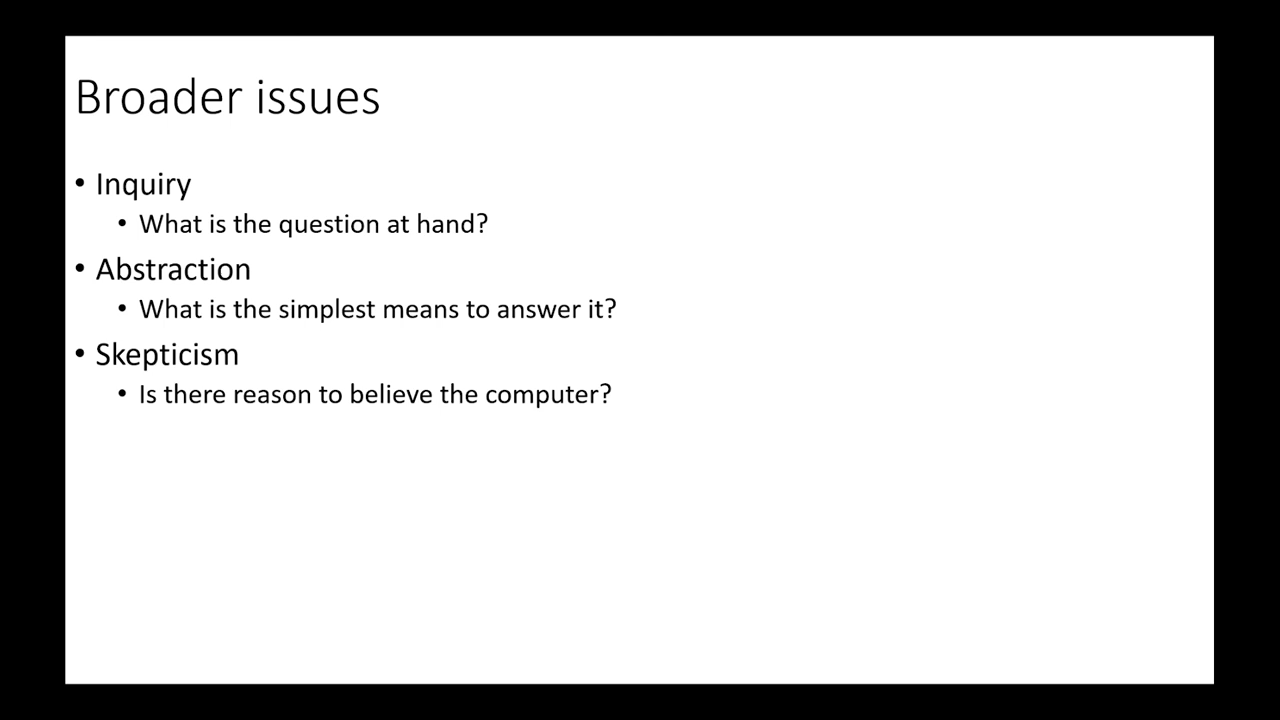 Broader issues
• Inquiry
• What is the question at hand?
• Abstraction
• What is the simplest means to answer it?
• Skepticism
• Is there reason to believe the computer?